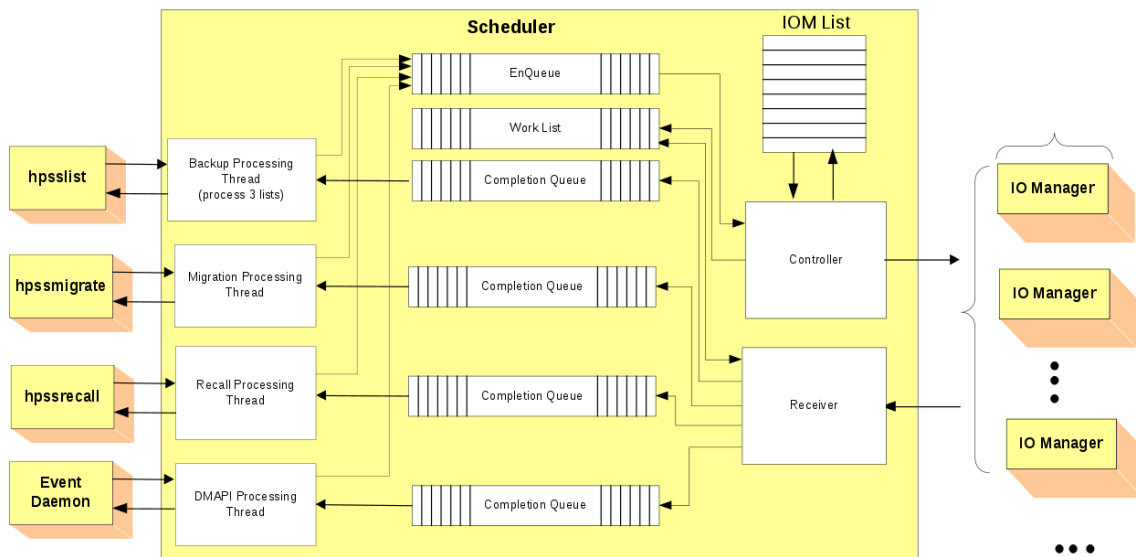 Scheduler
IOM List
EnQueue
Work List
hpsslist
Backup Processing
Thread
(process 3 lists)
Completion Queue
IO Manager
hpssmigrate
Migration Processing
Thread
Completion Queue
Controller
IO Manager
hpssrecall
Recall Processing
Thread
Completion Queue
Receiver
IO Manager
Event
Daemon
DMAPI Processing
Thread
Completion Queue